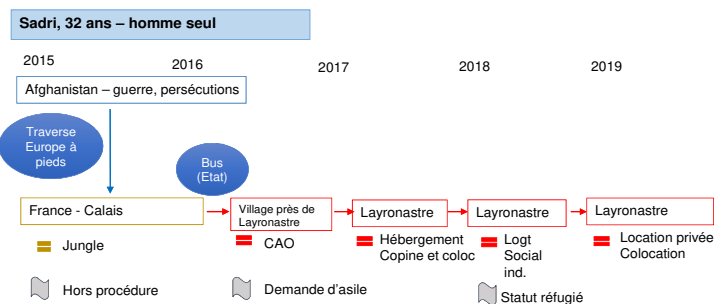 Sadri, 32 ans – homme seul
2015
2016
2017
2018
2019
Afghanistan – guerre, persécutions
Traverse
Europe à
pieds
Bus
(Etat)
France - Calais
Village près de
Layronastre
Layronastre
Layronastre
Layronastre
Jungle
CAO
Hébergement
Copine et coloc
Logt
Social
ind.
Location privée
Colocation
Hors procédure
Demande d'asile
Statut réfugié